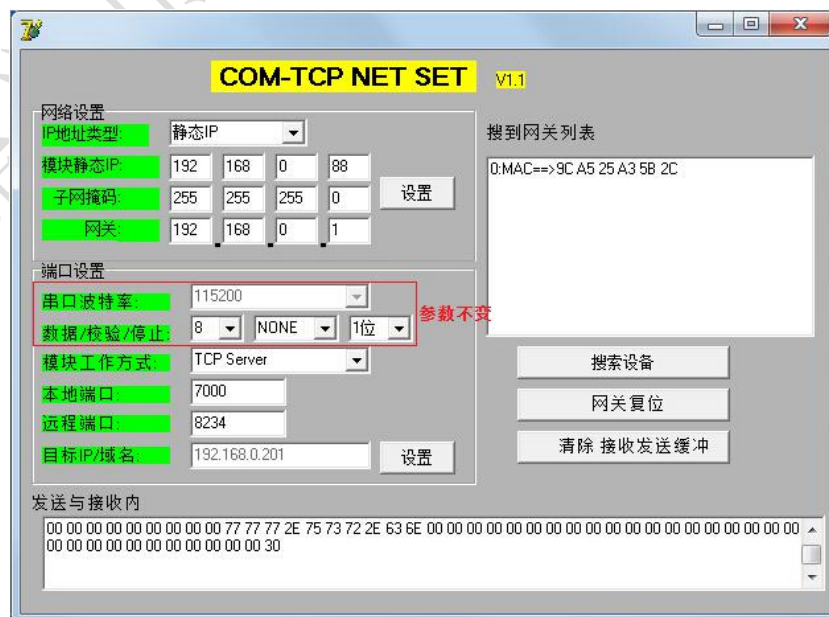 COM-TCP NET SET V1.1
网络设置
IP地址类型: 静态IP
模块静态IP: 192 168 0 88
子网掩码: 255 255 255 0
网关: 192 168 0 1
设置
端口设置
串口波特率: 115200
数据/校验/停止: 8 NONE 1位
参数不变
模块工作方式: TCP Server
本地端口: 7000
远程端口: 8234
目标IP/域名: 192.168.0.201
设置
搜到网关列表
0:MAC==>9C A5 25 A3 5B 2C
搜索设备
网关复位
清除 接收发送缓冲
发送与接收内
00 00 00 00 00 00 00 00 00 77 77 77 2E 75 73 72 2E 63 6E 00 00 00 00 00 00 00 00 00 00 00 00 00 00 00 00 00 00 00
00 00 00 00 00 00 00 00 00 00 00 30